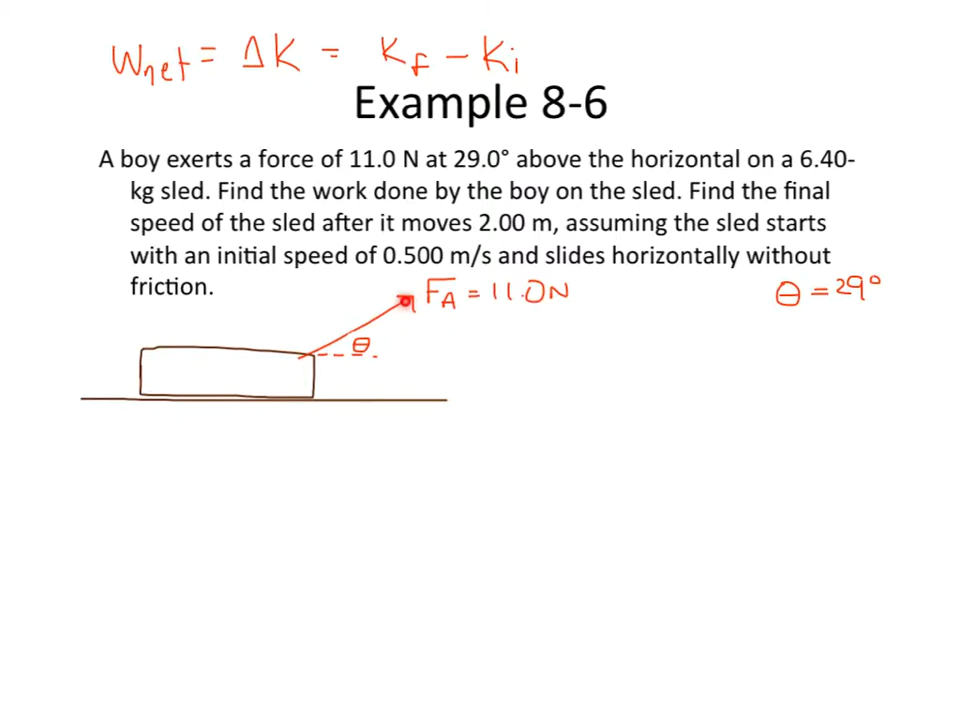 Wnet = ΔK = Kf - Ki
Example 8-6
A boy exerts a force of 11.0 N at 29.0° above the horizontal on a 6.40-
kg sled. Find the work done by the boy on the sled. Find the final
speed of the sled after it moves 2.00 m, assuming the sled starts
with an initial speed of 0.500 m/s and slides horizontally without
friction.
FA = 11.0N
θ = 29°
θ